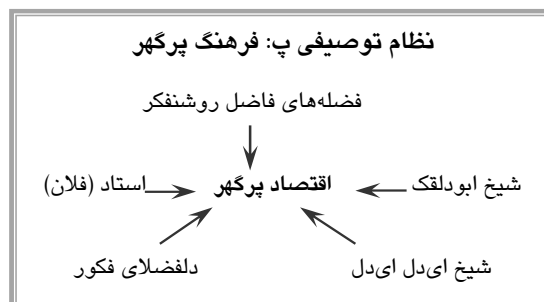 نظام توصیفی پ: فرهنگ پرگهر
فضله‌های فاضل روشنفکر
شیخ ابودلقک اقتصاد پرگهر استاد (فلان)
شیخ ای‌دل ای‌دل دلفضلای فکور